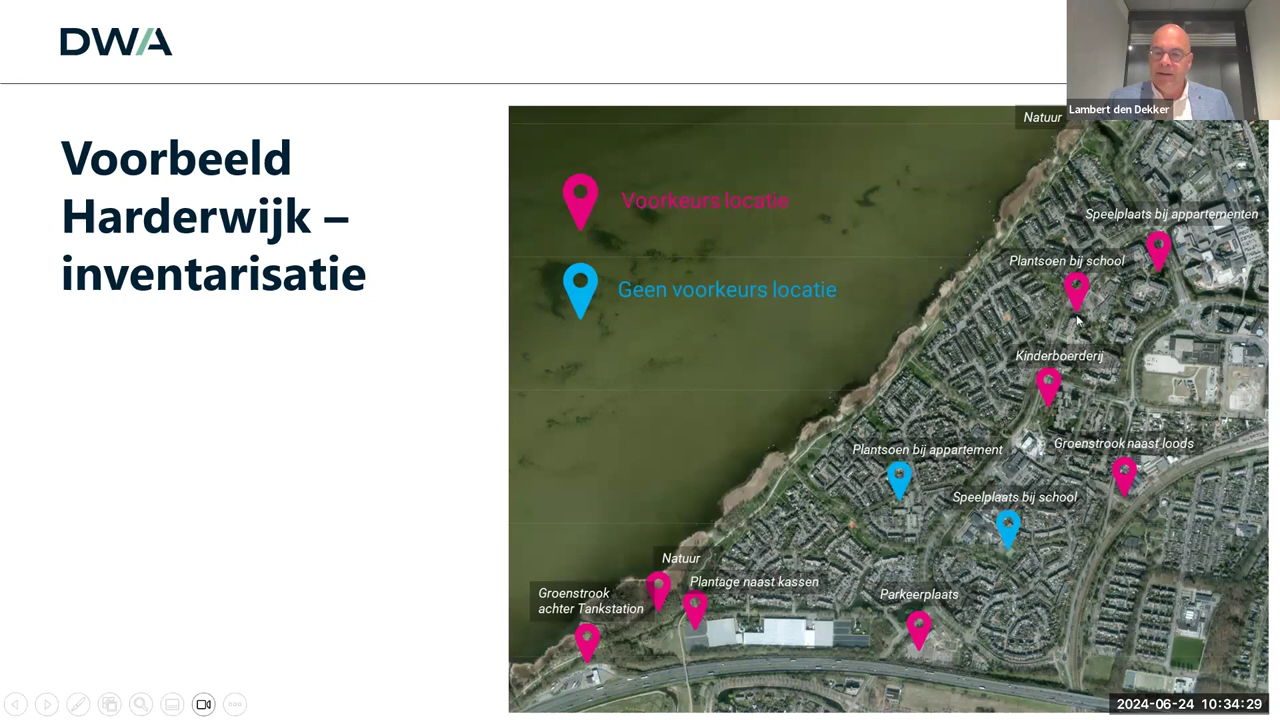 DWA
Lambert den Dekker
Voorbeeld
Harderwijk –
inventarisatie
Natuur
Voorkeurs locatie
Geen voorkeurs locatie
Speelplaats bij appartementen
Plantsoen bij school
Kinderboerderij
Plantsoen bij appartement
Groenstrook naast loods
Speelplaats bij school
Natuur
Plantage naast kassen
Groenstrook
achter Tankstation
Parkeerplaats
2024-06-24 10:34:29